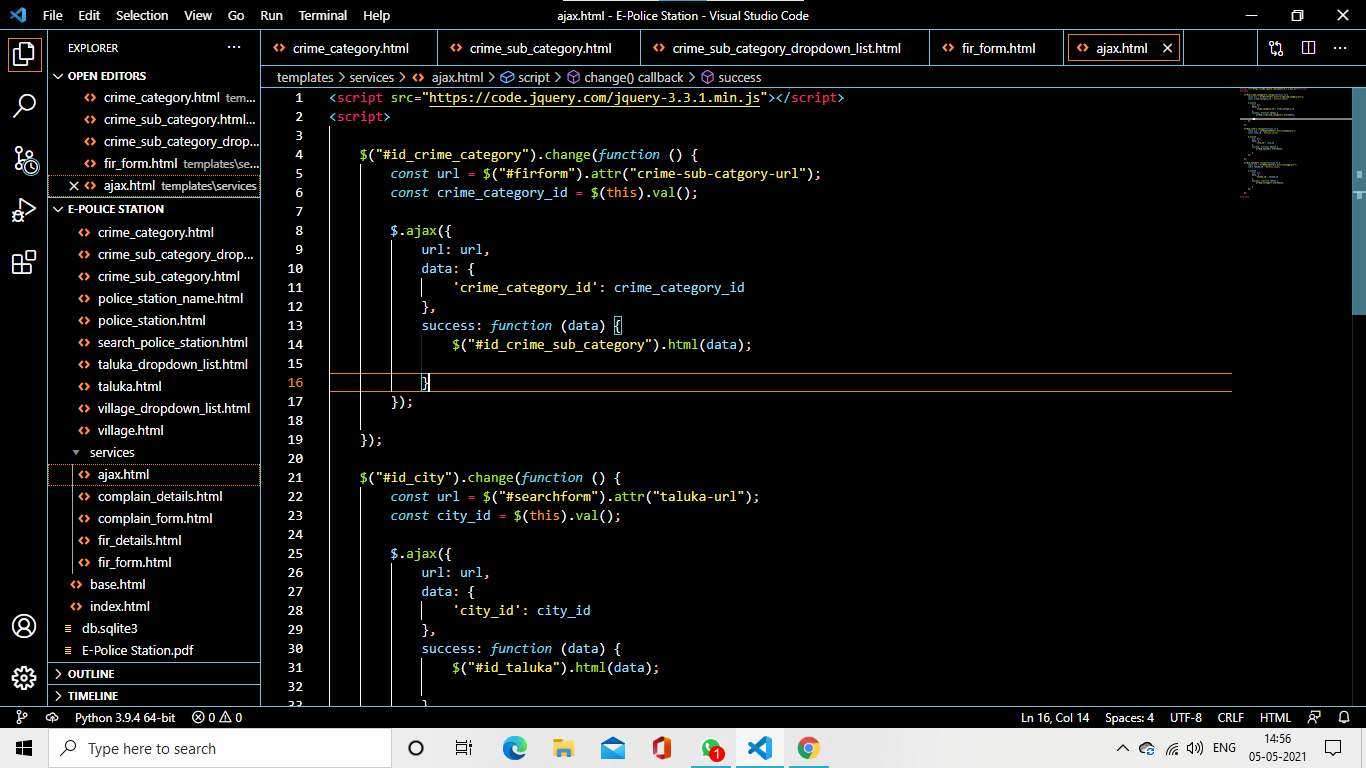 File Edit Selection View Go Run Terminal Help ajax.html - E-Police Station - Visual Studio Code
EXPLORER
OPEN EDITORS
crime_category.html tem...
crime_sub_category.html...
crime_sub_category_drop...
fir_form.html templates\se...
ajax.html templates\services
E-POLICE STATION
crime_category.html
crime_sub_category_drop...
crime_sub_category.html
police_station_name.html
police_station.html
search_police_station.html
taluka_dropdown_list.html
taluka.html
village_dropdown_list.html
village.html
services
ajax.html
complain_details.html
complain_form.html
fir_details.html
fir_form.html
base.html
index.html
db.sqlite3
E-Police Station.pdf
OUTLINE
TIMELINE
crime_category.html crime_sub_category.html crime_sub_category_dropdown_list.html fir_form.html ajax.html
templates > services > ajax.html > script > change() callback > success
1 <script src="https://code.jquery.com/jquery-3.3.1.min.js"></script>
2 <script>
3
4 $("#id_crime_category").change(function () {
5 const url = $("#firform").attr("crime-sub-catgory-url");
6 const crime_category_id = $(this).val();
7
8 $.ajax({
9 url: url,
10 data: {
11 'crime_category_id': crime_category_id
12 },
13 success: function (data) {
14 $("#id_crime_sub_category").html(data);
15
16 }
17 });
18
19 });
20
21 $("#id_city").change(function () {
22 const url = $("#searchform").attr("taluka-url");
23 const city_id = $(this).val();
24
25 $.ajax({
26 url: url,
27 data: {
28 'city_id': city_id
29 },
30 success: function (data) {
31 $("#id_taluka").html(data);
32
33 }
Python 3.9.4 64-bit 0 0 Ln 16, Col 14 Spaces: 4 UTF-8 CRLF HTML
Type here to search
1
ENG
14:56
05-05-2021